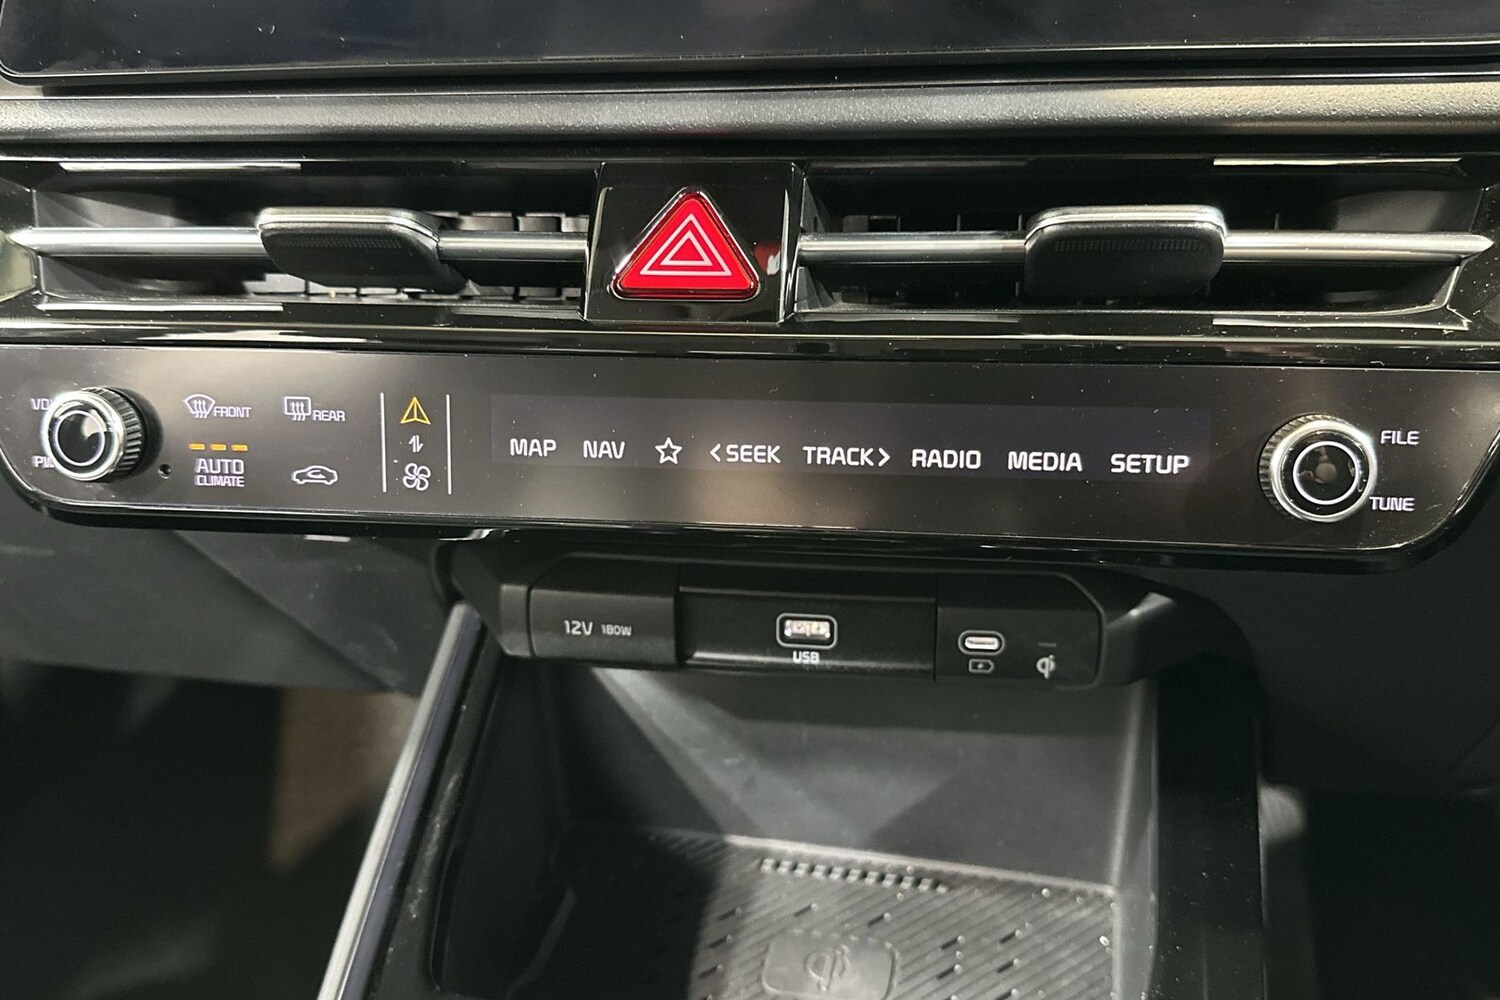 FRONT
REAR
AUTO
CLIMATE
MAP NAV <SEEK TRACK> RADIO MEDIA SETUP
FILE
TUNE
12V 180W
USB